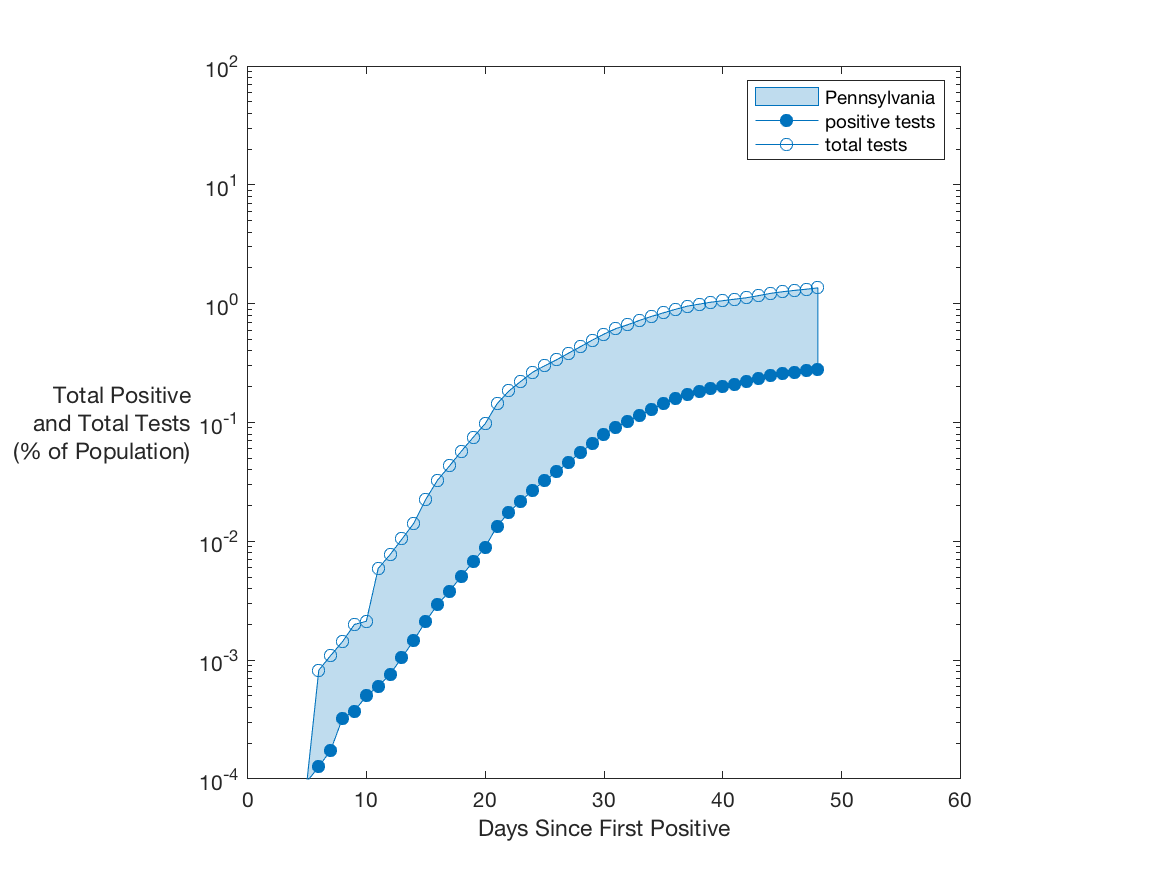 10^2
10^1
10^0
10^-1
10^-2
10^-3
10^-4
Total Positive
and Total Tests
(% of Population)
Pennsylvania
positive tests
total tests
0 10 20 30 40 50 60
Days Since First Positive